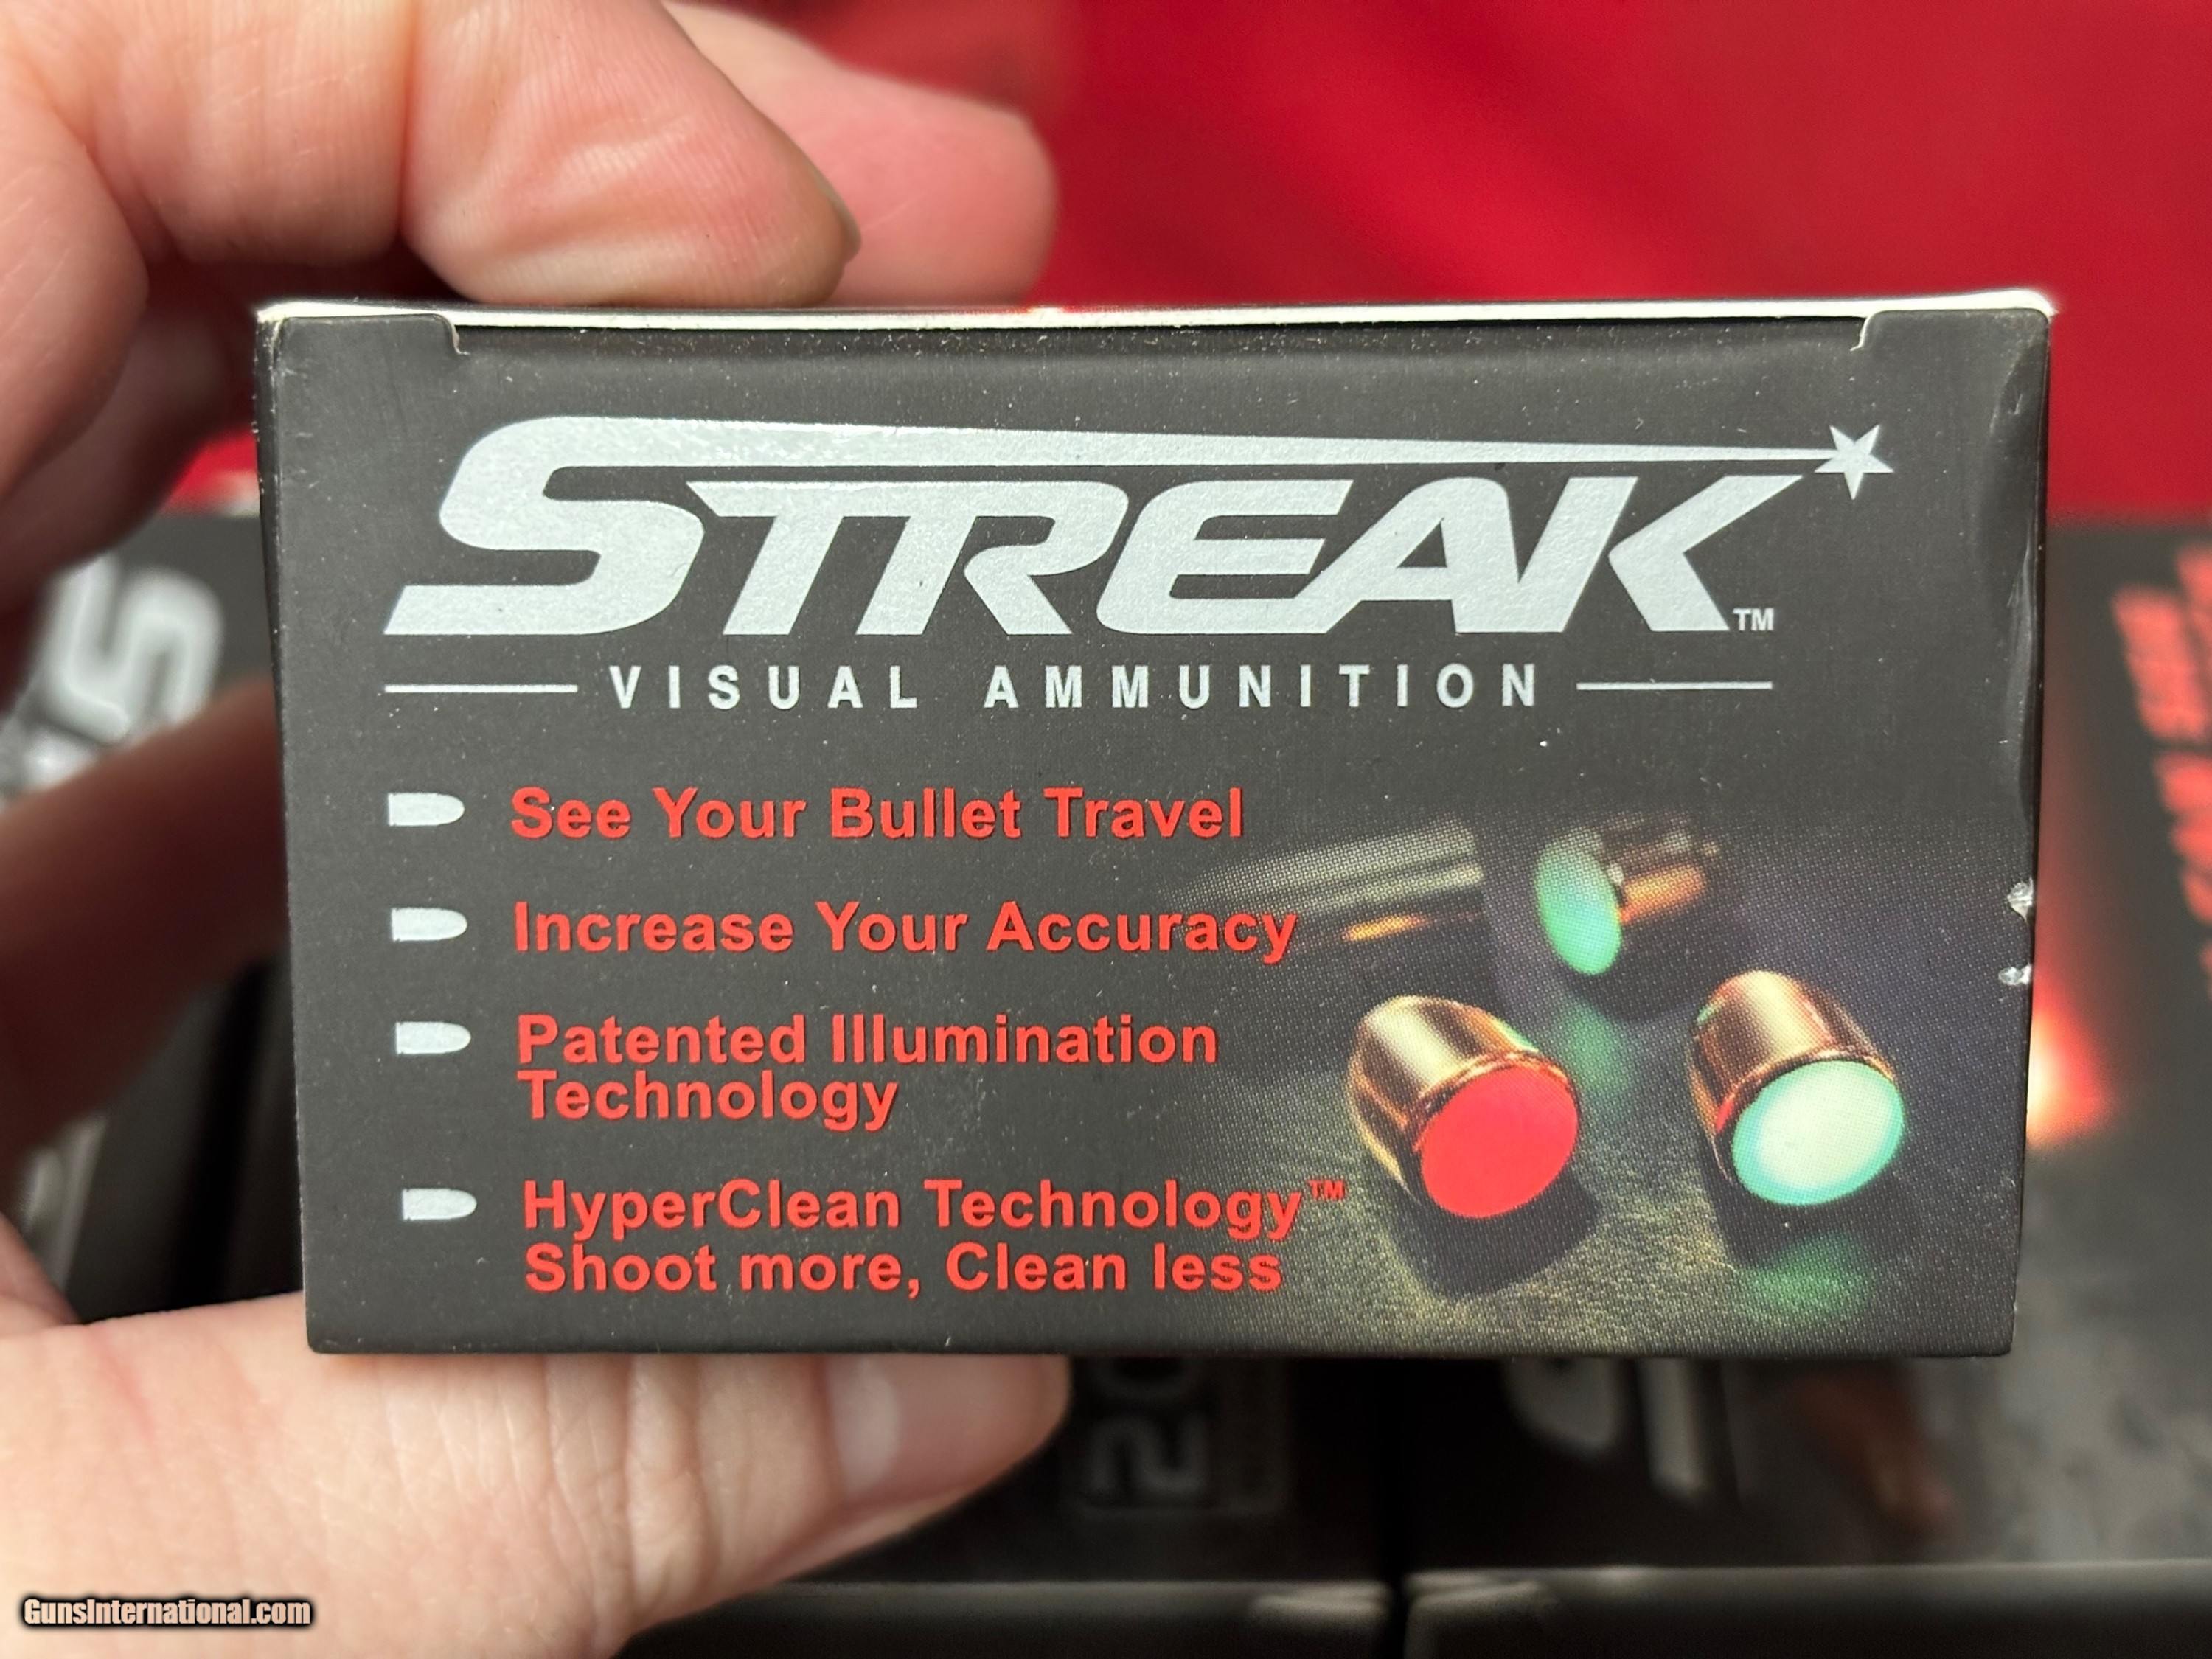 STREAK™
VISUAL AMMUNITION
See Your Bullet Travel
Increase Your Accuracy
Patented Illumination
Technology
HyperClean Technology™
Shoot more, Clean less
20
GunsInternational.com